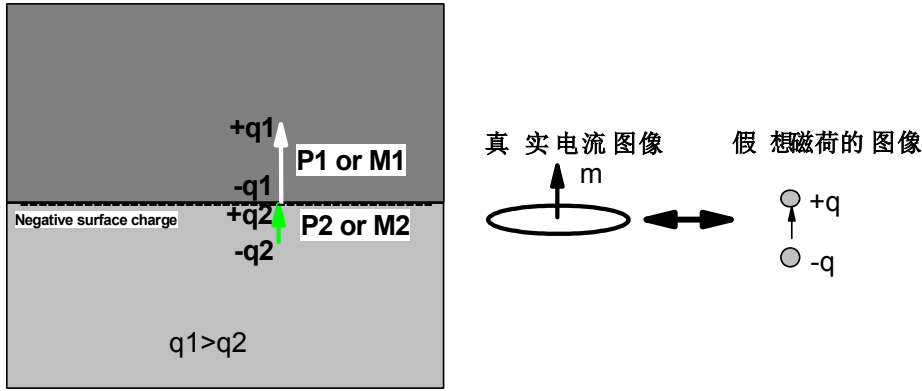 +q1
P1 or M1
-q1
Negative surface charge
+q2
P2 or M2
-q2
q1>q2
真 实电流图像
m
假 想磁荷的图像
+q
-q